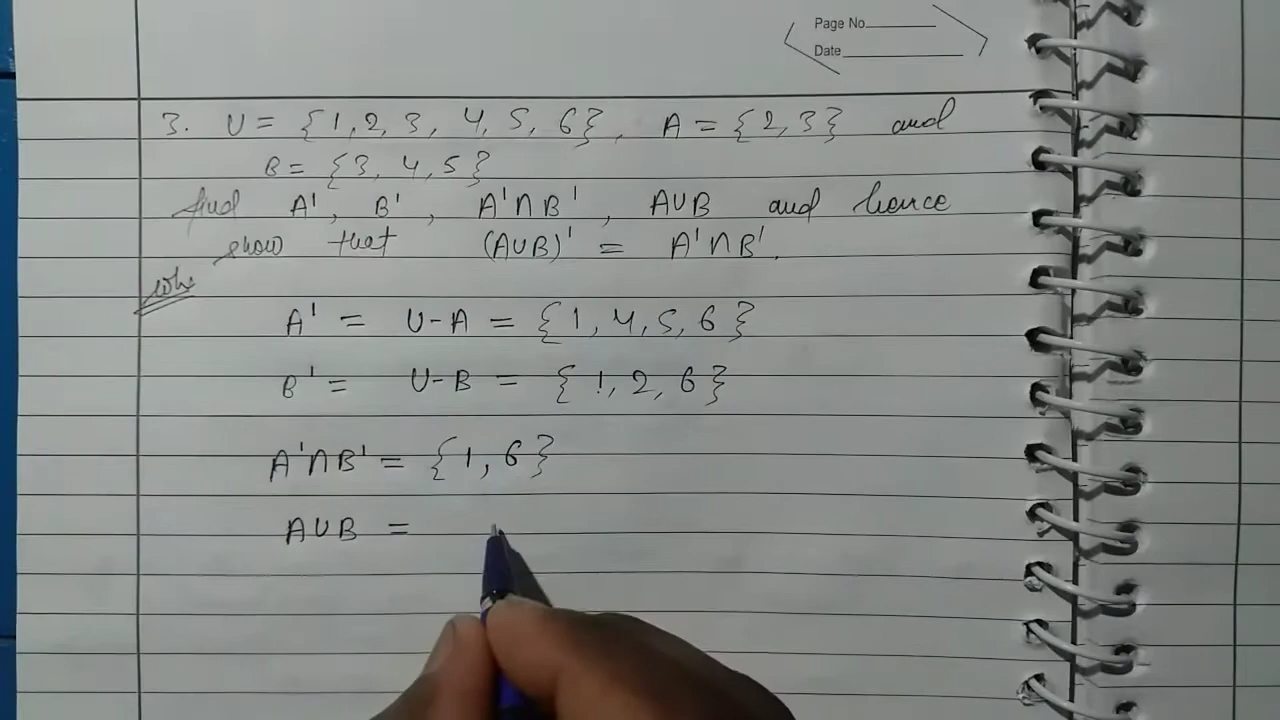 Page No.
Date
3. U = {1, 2, 3, 4, 5, 6}, A = {2, 3} and
B = {3, 4, 5}
find A', B', A'∩B', A∪B and hence
show that (A∪B)' = A'∩B'.
A' = U-A = {1, 4, 5, 6}
B' = U-B = {1, 2, 6}
A'∩B' = {1, 6}
A∪B =